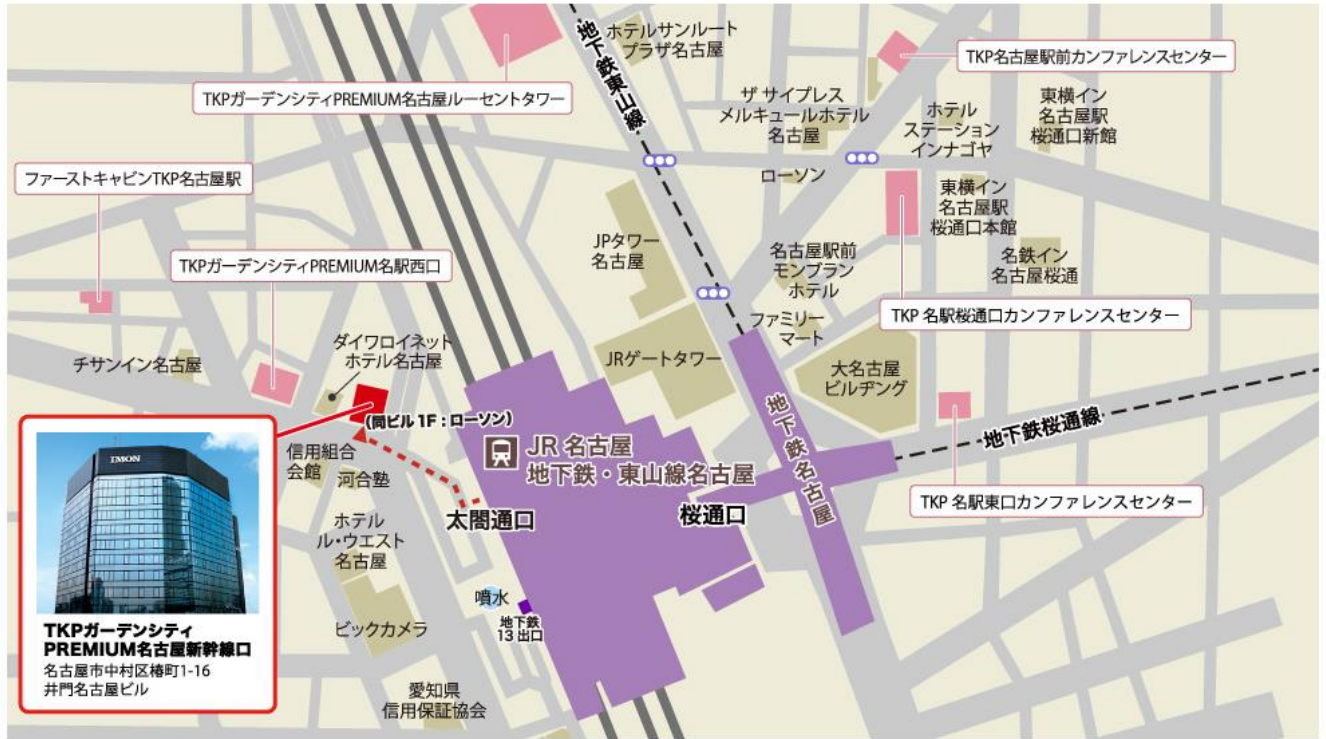 地下鉄東山線
ホテルサンルート
プラザ名古屋
TKP名古屋駅前カンファレンスセンター
TKPガーデンシティPREMIUM名古屋ルーセントタワー
ザ サイプレス
メルキュールホテル
名古屋
ホテル
ステーション
インナゴヤ
東横イン
名古屋駅
桜通口新館
ファーストキャビンTKP名古屋駅
ローソン
東横イン
名古屋駅
桜通口本館
JPタワー
名古屋
名古屋駅前
モンブラン
ホテル
名鉄イン
名古屋桜通
TKPガーデンシティPREMIUM名駅西口
TKP 名駅桜通口カンファレンスセンター
ファミリー
マート
ダイワロイネット
ホテル名古屋
チサンイン名古屋
JRゲートタワー
大名古屋
ビルヂング
地下鉄名古屋
(同ビル 1F:ローソン)
地下鉄桜通線
JR 名古屋
地下鉄・東山線名古屋
信用組合
会館
河合塾
TKP 名駅東口カンファレンスセンター
太閤通口
桜通口
ホテル
ル・ウエスト
名古屋
噴水
地下鉄
13 出口
ビックカメラ
愛知県
信用保証協会
IMON
TKPガーデンシティ
PREMIUM名古屋新幹線口
名古屋市中村区椿町1-16
井門名古屋ビル